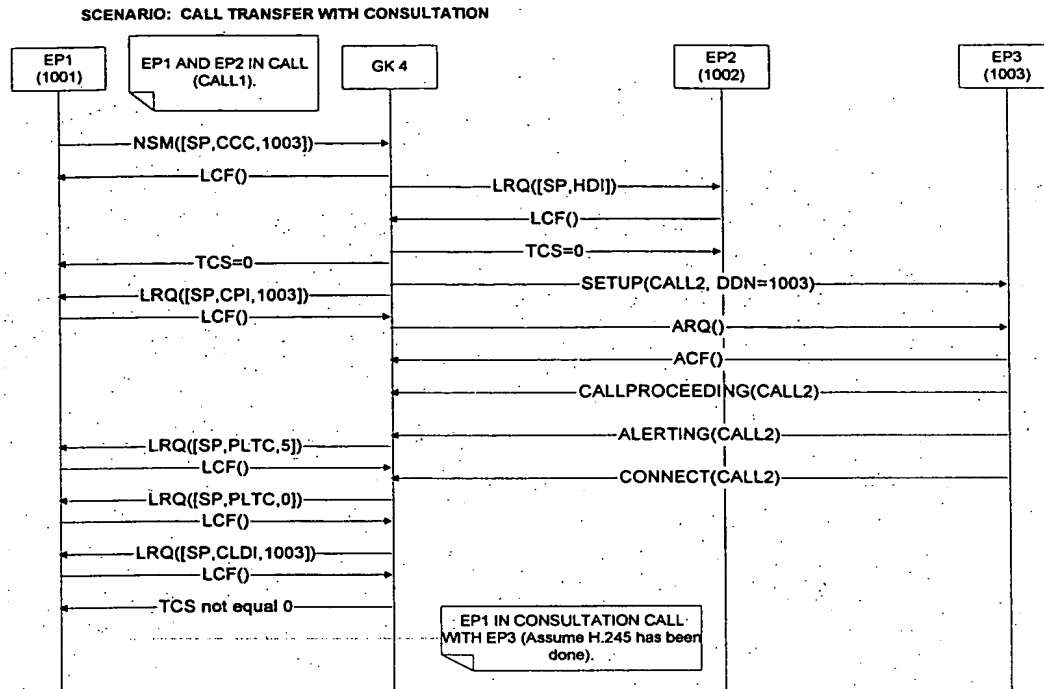 SCENARIO: CALL TRANSFER WITH CONSULTATION
EP1
(1001)
EP1 AND EP2 IN CALL
(CALL1).
GK 4
EP2
(1002)
EP3
(1003)
NSM([SP,CCC,1003])
LCF()
LRQ([SP,HDI])
LCF()
TCS=0
TCS=0
SETUP(CALL2, DDN=1003)
LRQ([SP,CPI,1003])
LCF()
ARQ()
ACF()
CALLPROCEEDING(CALL2)
ALERTING(CALL2)
LRQ([SP,PLTC,5])
LCF()
CONNECT(CALL2)
LRQ([SP,PLTC,0])
LCF()
LRQ([SP,CLDI,1003])
LCF()
TCS not equal 0
EP1 IN CONSULTATION CALL
WITH EP3 (Assume H.245 has been
done).